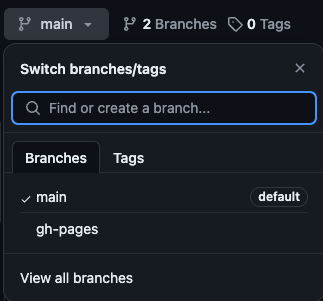 main 2 Branches 0 Tags
Switch branches/tags
Find or create a branch...
Branches Tags
main default
gh-pages
View all branches